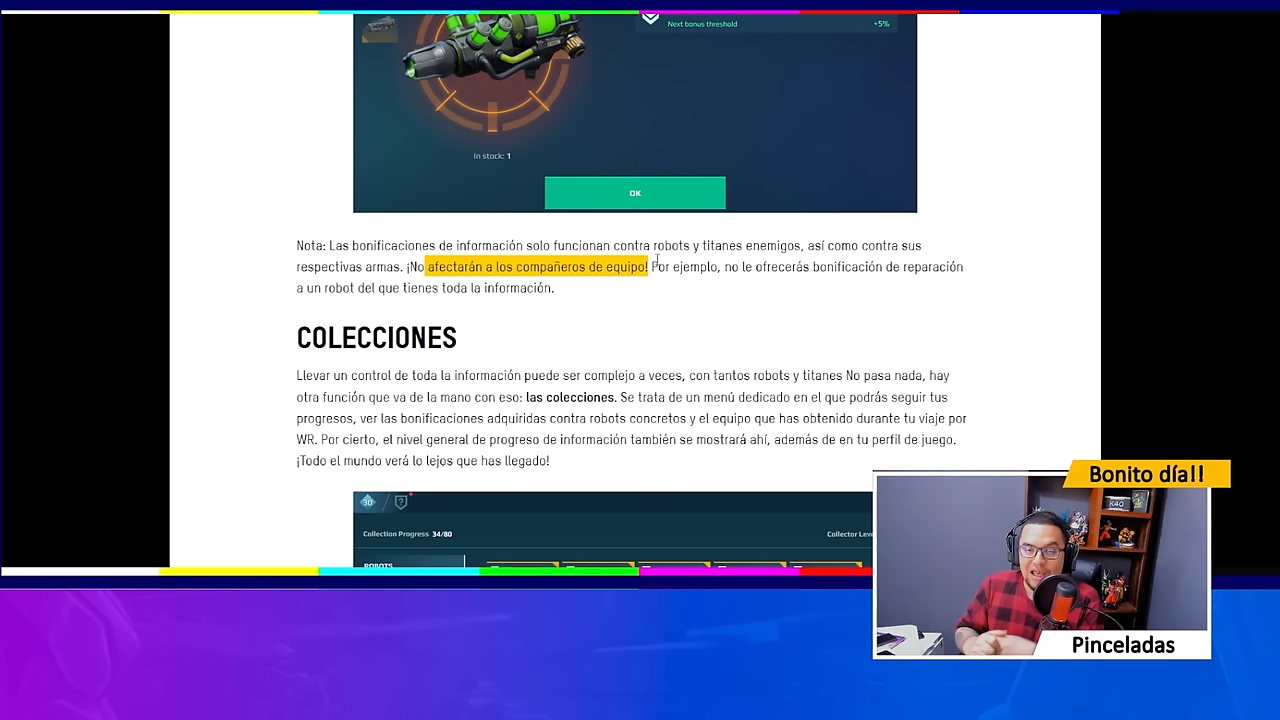 Next bonus threshold +5%
In stock: 1
OK
Nota: Las bonificaciones de información solo funcionan contra robots y titanes enemigos, así como contra sus
respectivas armas. ¡No afectarán a los compañeros de equipo! Por ejemplo, no le ofrecerás bonificación de reparación
a un robot del que tienes toda la información.
COLECCIONES
Llevar un control de toda la información puede ser complejo a veces, con tantos robots y titanes No pasa nada, hay
otra función que va de la mano con eso: las colecciones. Se trata de un menú dedicado en el que podrás seguir tus
progresos, ver las bonificaciones adquiridas contra robots concretos y el equipo que has obtenido durante tu viaje por
WR. Por cierto, el nivel general de progreso de información también se mostrará ahí, además de en tu perfil de juego.
¡Todo el mundo verá lo lejos que has llegado!
30
Collection Progress 34/80
Collector Leve
ROBOTS
Bonito día!!
K40
Pinceladas